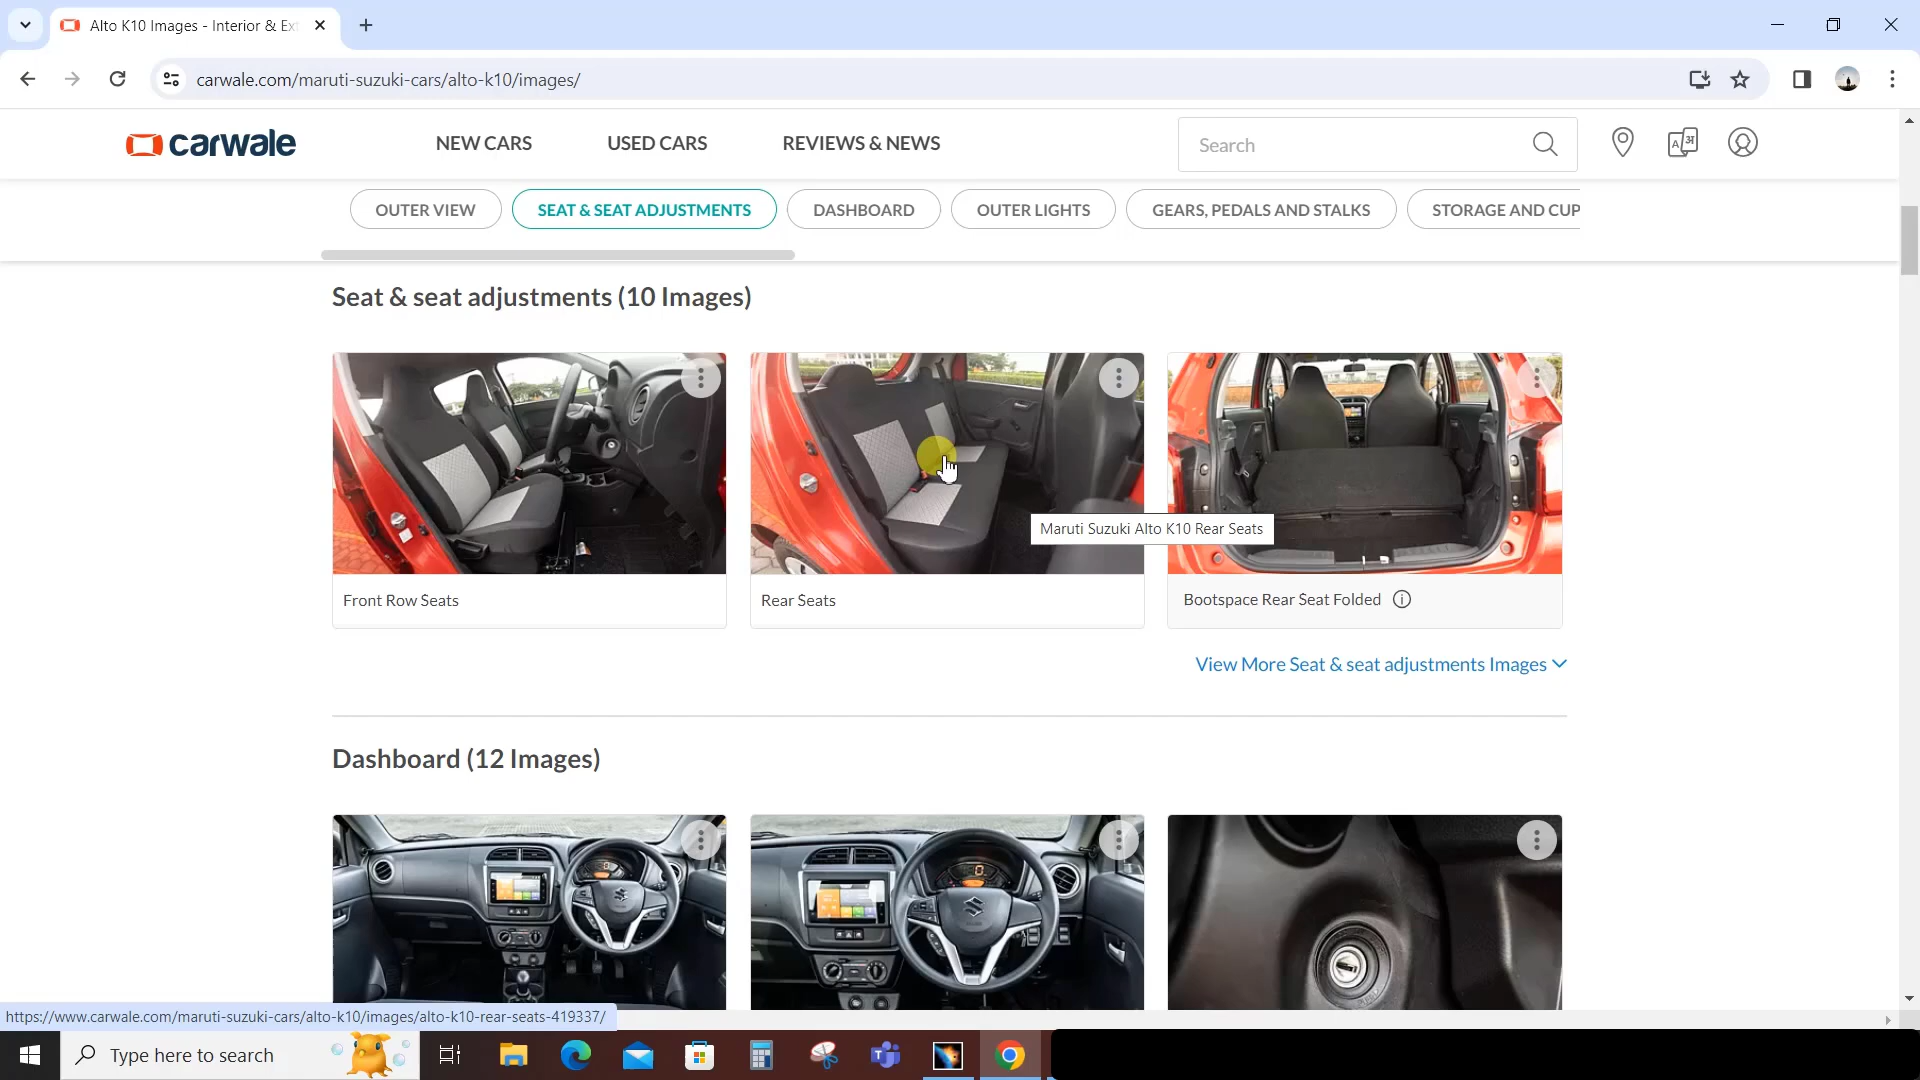 Alto K10 Images - Interior & Ex
carwale.com/maruti-suzuki-cars/alto-k10/images/
carwale
NEW CARS
USED CARS
REVIEWS & NEWS
Search
OUTER VIEW
SEAT & SEAT ADJUSTMENTS
DASHBOARD
OUTER LIGHTS
GEARS, PEDALS AND STALKS
STORAGE AND CUP
Seat & seat adjustments (10 Images)
Maruti Suzuki Alto K10 Rear Seats
Front Row Seats
Rear Seats
Bootspace Rear Seat Folded
View More Seat & seat adjustments Images
Dashboard (12 Images)
https://www.carwale.com/maruti-suzuki-cars/alto-k10/images/alto-k10-rear-seats-419337/
Type here to search